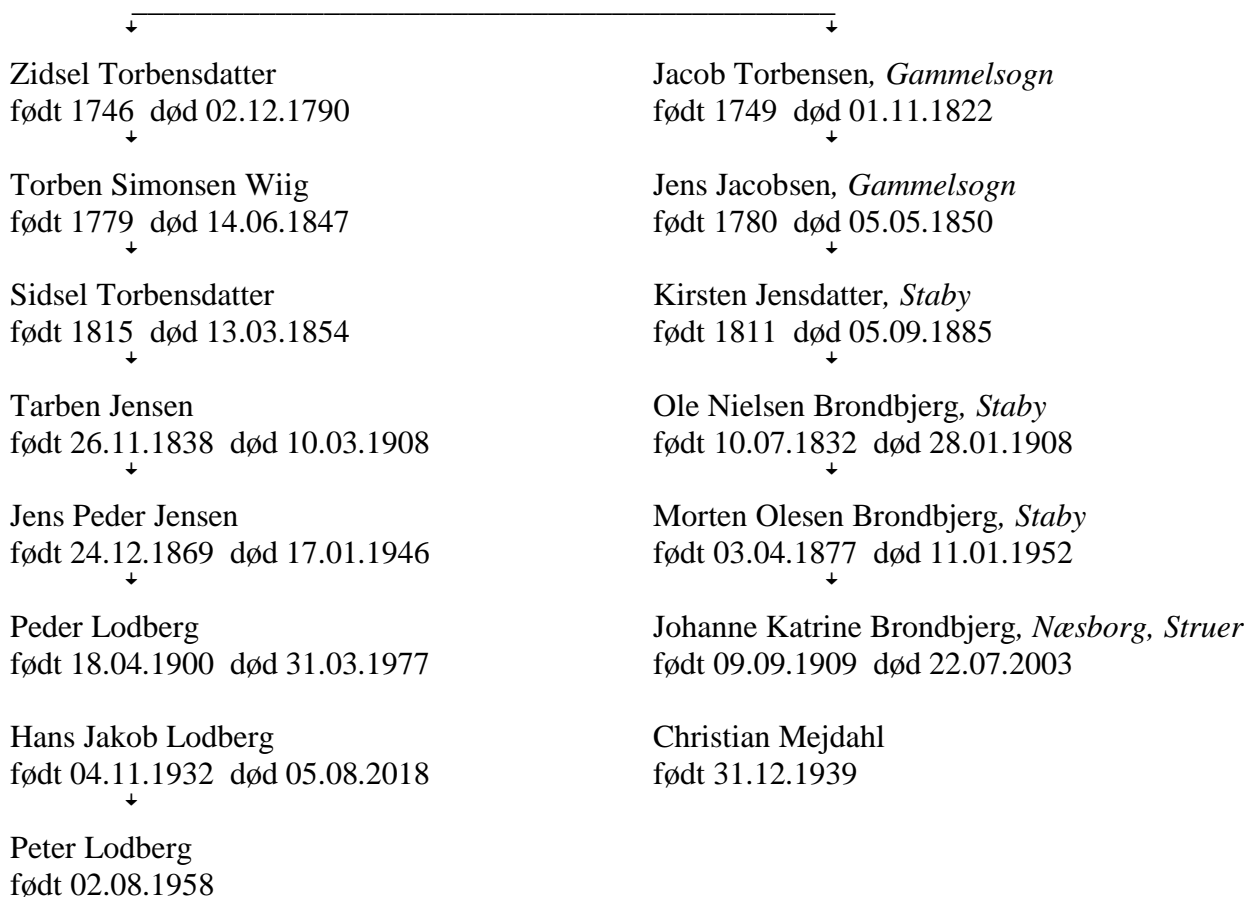 Zidsel Torbensdatter
født 1746  død 02.12.1790
Torben Simonsen Wiig
født 1779  død 14.06.1847
Sidsel Torbensdatter
født 1815  død 13.03.1854
Tarben Jensen
født 26.11.1838  død 10.03.1908
Jens Peder Jensen
født 24.12.1869  død 17.01.1946
Peder Lodberg
født 18.04.1900  død 31.03.1977
Hans Jakob Lodberg
født 04.11.1932  død 05.08.2018
Peter Lodberg
født 02.08.1958
Jacob Torbensen, Gammelsogn
født 1749  død 01.11.1822
Jens Jacobsen, Gammelsogn
født 1780  død 05.05.1850
Kirsten Jensdatter, Staby
født 1811  død 05.09.1885
Ole Nielsen Brondbjerg, Staby
født 10.07.1832  død 28.01.1908
Morten Olesen Brondbjerg, Staby
født 03.04.1877  død 11.01.1952
Johanne Katrine Brondbjerg, Næsborg, Struer
født 09.09.1909  død 22.07.2003
Christian Mejdahl
født 31.12.1939